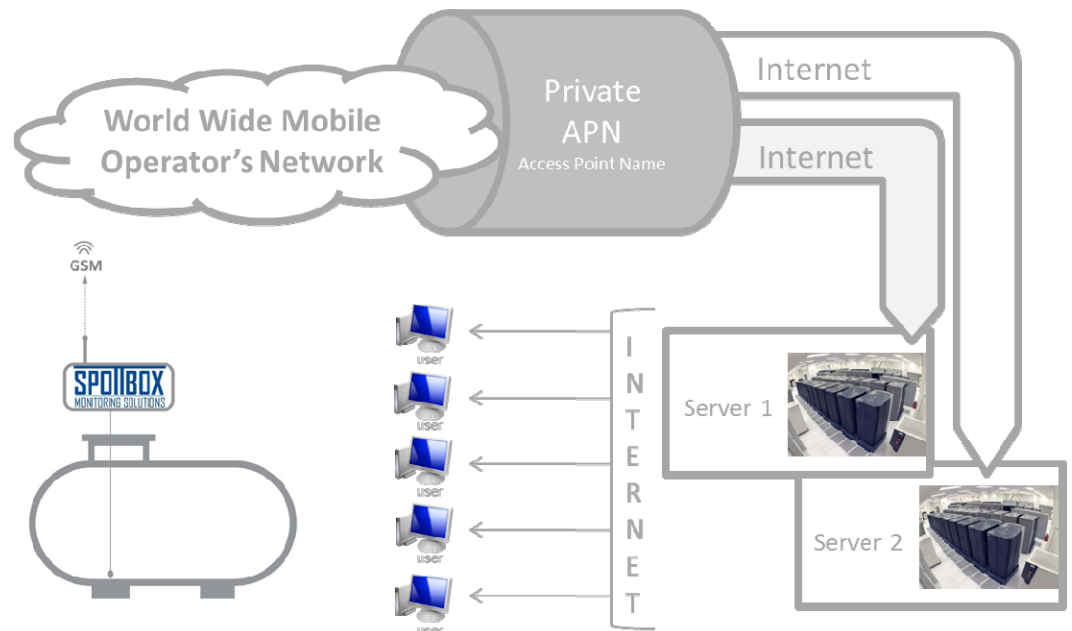 World Wide Mobile
Operator's Network
Private
APN
Access Point Name
Internet
Internet
GSM
SPOTTBOX
MONITORING SOLUTIONS
user
user
user
user
user
INTERNET
Server 1
Server 2